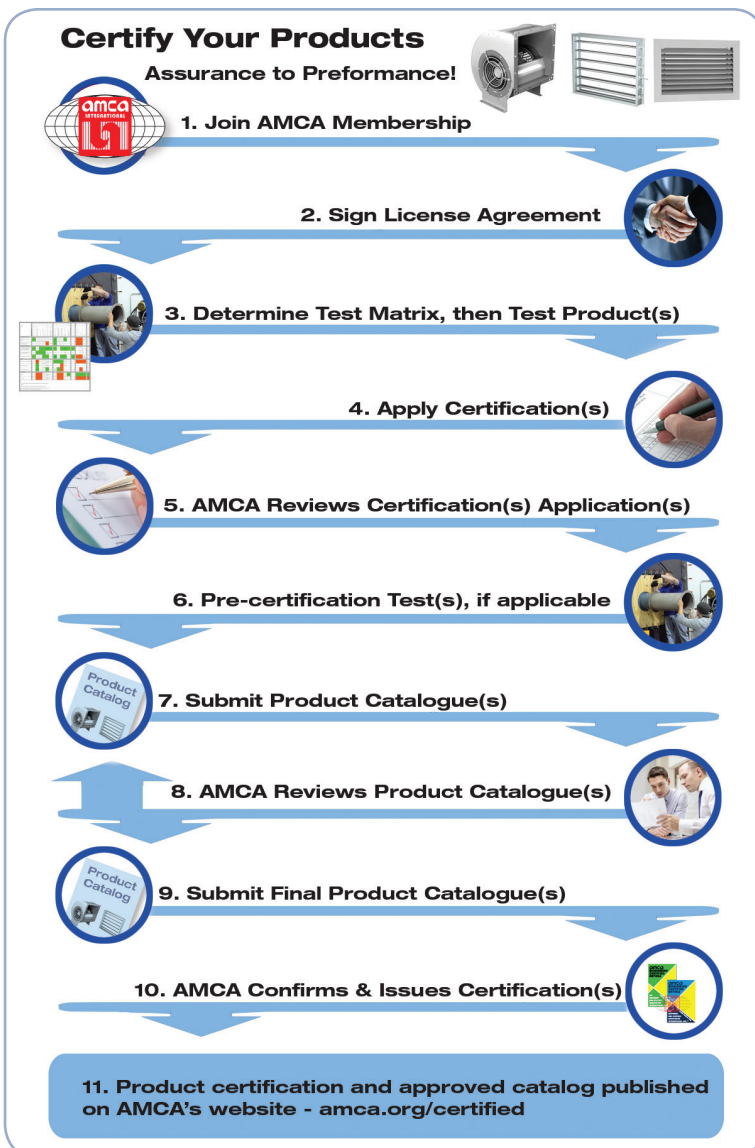 Certify Your Products
Assurance to Preformance!
amca
INTERNATIONAL
1. Join AMCA Membership
2. Sign License Agreement
3. Determine Test Matrix, then Test Product(s)
4. Apply Certification(s)
5. AMCA Reviews Certification(s) Application(s)
6. Pre-certification Test(s), if applicable
Product
Catalog
7. Submit Product Catalogue(s)
8. AMCA Reviews Product Catalogue(s)
Product
Catalog
9. Submit Final Product Catalogue(s)
10. AMCA Confirms & Issues Certification(s)
11. Product certification and approved catalog published
on AMCA's website - amca.org/certified